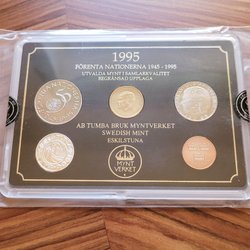 1995
FÖRENTA NATIONERNA 1945 - 1995
UTVALDA MYNT I SAMLARKVALITET
BEGRÄNSAD UPPLAGA
AB TUMBA BRUK MYNTVERKET
SWEDISH MINT
ESKILSTUNA
MYNT
VERKET